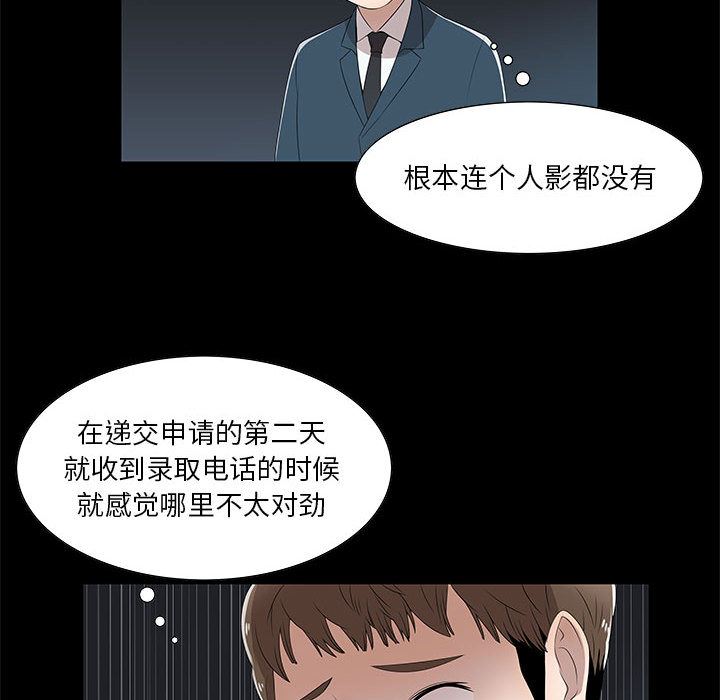 根本连个人影都没有
在递交申请的第二天
就收到录取电话的时候
就感觉哪里不太对劲